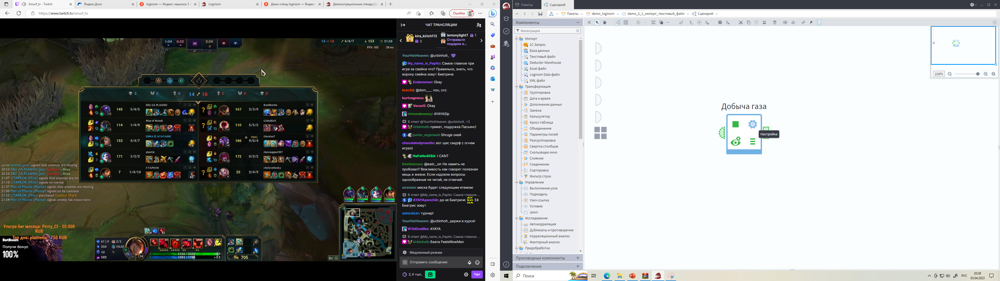 Smurf_tv - Twitch
Яндекс.Диск
loginom — Яндекс: нашлось 5 т
Loginom
Демо-стенд loginom — Яндекс:
Демонстрационные стенды | Lo
https://www.twitch.tv/smurf_tv
Ошибка
1:04
0:32
2:24
14 vs 18
4/4/7
153
21:58
FPS: 182
38 ms
3
0
0
14
18
5
0
0
145
5/4/5
EBU ZA PLASHKI
167
2/3/9
Bor4Bor4w
114
1/4/9
Man of Moods
110
5/5/5
GildedEvil
153
4/4/7
DIMA IZ AYAYANII
186
9/0/4
700G
thienlao7
171
3/2/2
abortik
172
0/2/2
ihatesupportMT
7
1/4/10
СТАРКОК
25
2/4/9
c4stleinthesky
20:45 abortik (Jinx) signals that enemies are missing
20:53 EBU ZA PLASHKI (Jax): Kassadin - Alive
20:53 EBU ZA PLASHKI (Jax): Kassadin - Alive
21:07 СТАРКОК (Milio) signals that enemies are mis
21:10 СТАРКОК (Milio) signals to retreat
21:37 Man of Moods (Maokai) signals that enemies are missing
21:50 Man of Moods (Maokai) signals to be cautious
21:52 СТАРКОК (Milio) purchased Control Ward
21:54 Man of Moods (Maokai) signals enemy has vision here
Ультра биг месяца: Perry_Cl - 50 000
RUB
Топ дня: plamenir - 750 RUB
BetBoom
Получи бонус
100%
61 | 0
3/3
250
10:30
10
582
14
3156 / 3332
+3.0
1091 / 1788
+3.5
705
ЧАТ ТРАНСЛЯЦИИ
kira_kirich112
2
lemonylight7
1
Отправьте
подарок и...
YourHotHeaven: @urbinholt,
My_name_is_Papito: Самое главное при
игре за свейна что? Правильно, знать, что
ворону свейна зовут Биатриче
Enderoman: Okay
krav3d: @dsm____ пон, спс
kurtvagnecu:
Vorun5: Okay
chromakeeeey: AYAYASip
В ответ @YourHotHeaven: @urbinholt, <3
Urbinholt: привет, подружка Пасьянс!
junior_argonaut: Shruge окей
chocolatedynamite: вот щяс смурф с огнем
играл)
NaFaNe4KBA: I CANT
Domineruss: @east__on Не хамить не
пробовал? Вежливость как говорят полезная
вещь в жизни. Если надоели вопросы
однообразные не читай, не отвечай.
unzoom: маска будет следующим итемом:
В ответ @My_name_is_Papito: Самое главное ...
AYAYAponchik: да не Биатриче ДУБИНА Её
Биатрис зовут
satoraizar: турнир!
YourHotHeaven: @urbinholt, держи в курсе!
W1ldGodlike: AYAYA
В ответ @My_name_is_Papito: Самое главное ...
Urbinholt: Беата FeelsWowMan
Медленный режим
Отправить сообщение
2,4 тыс.
Чат
Пакеты
Сценарий
Пакеты
demo_loginom
demo_2_1_импорт_текстовый_файл
Сценарий
Компоненты
Фильтрация
Импорт
1С Запрос
База данных
Текстовый файл
Deductor Warehouse
Excel файл
Loginom Data файл
XML файл
Трансформация
Группировка
Дата и время
Дополнение данных
Замена
Калькулятор
Кросс-таблица
Объединение
Параметры полей
Разгруппировка
Свертка столбцов
Скользящее окно
Слияние
Соединение
Сортировка
Фильтр строк
Управление
Выполнение узла
Подмодель
Узел-ссылка
Условие
Цикл
Исследование
Автокорреляция
Дубликаты и противоречия
Корреляционный анализ
Факторный анализ
Предобработка
Производные компоненты
Подключения
236%
Добыча газа
Настройка
Поиск
РУС
20:38
03.04.2023